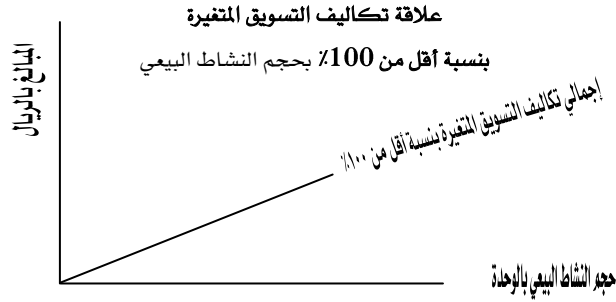 علاقة تكاليف التسويق المتغيرة
بنسبة أقل من 100٪ بحجم النشاط البيعي
المبالغ بالريال
إجمالي تكاليف التسويق المتغيرة بنسبة أقل من ١٠٠٪
حجم النشاط البيعي بالوحدة